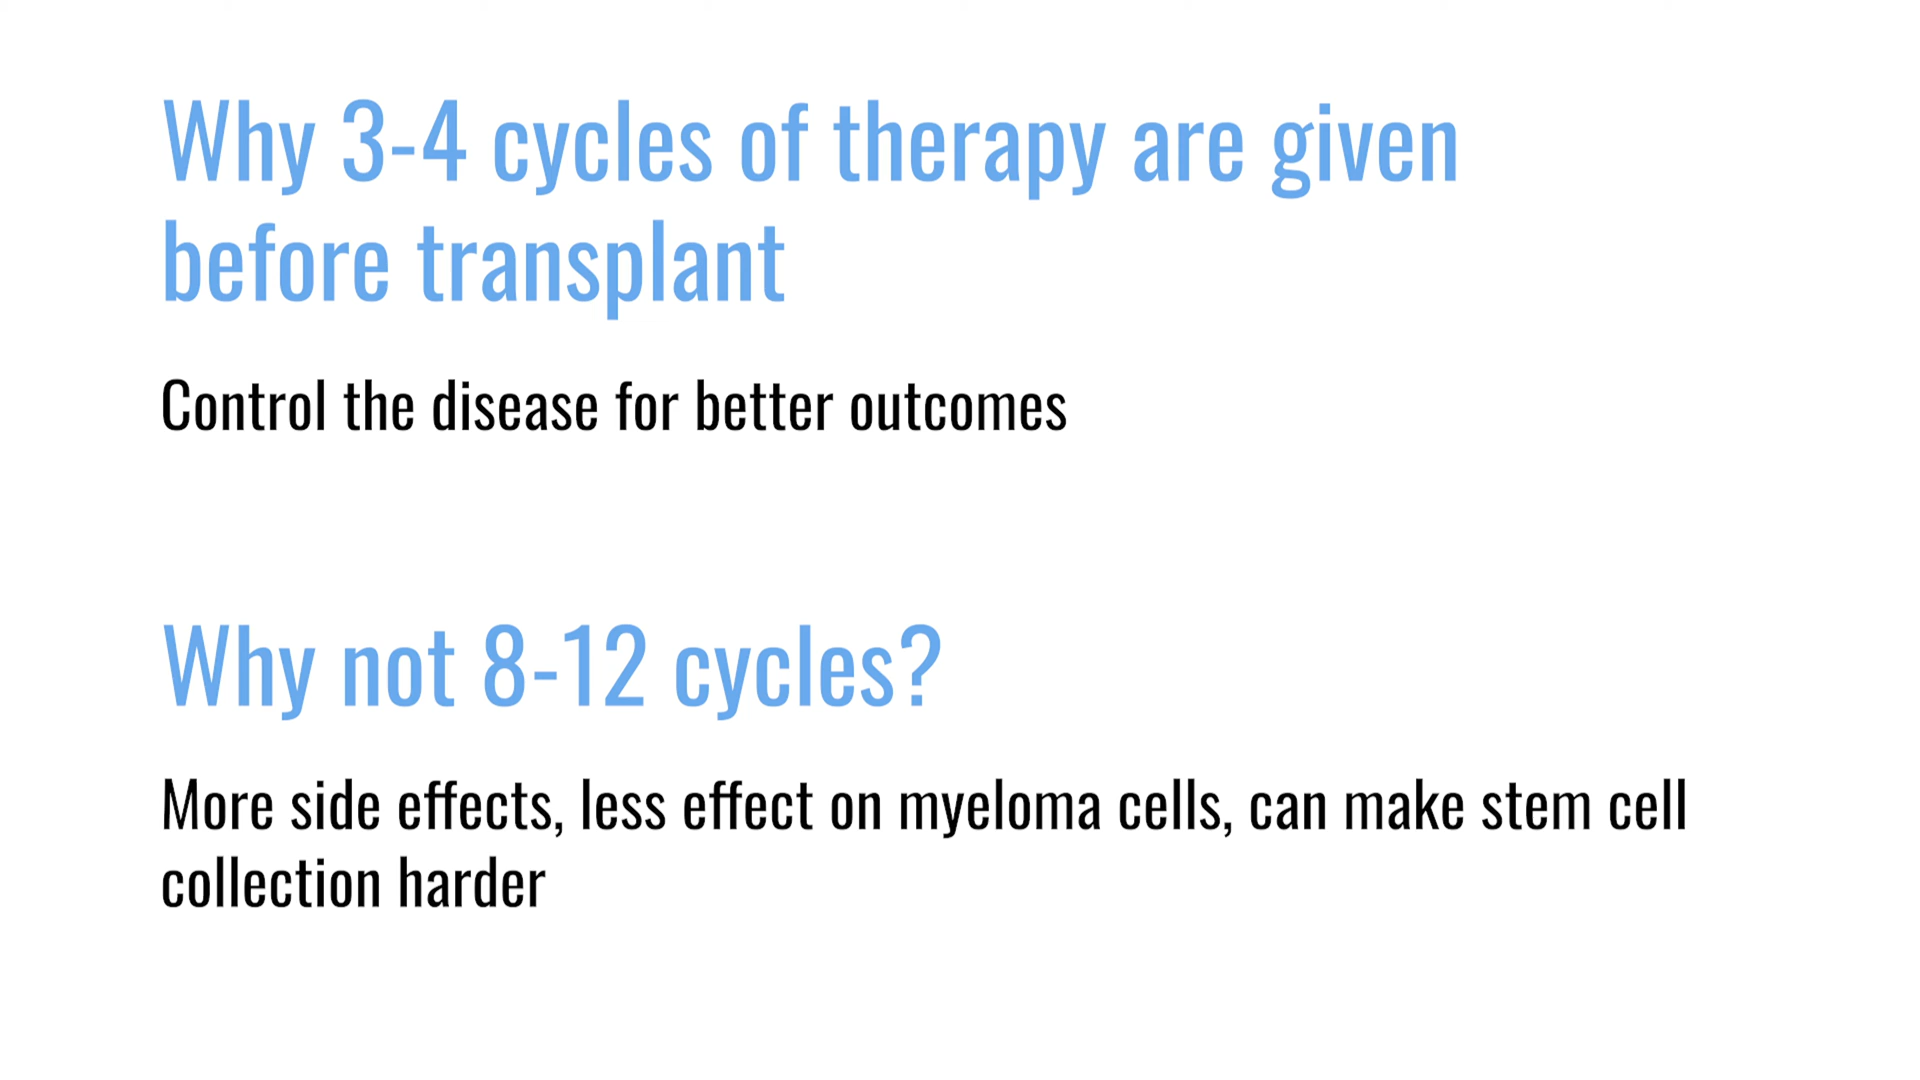 Why 3-4 cycles of therapy are given
before transplant
Control the disease for better outcomes
Why not 8-12 cycles?
More side effects, less effect on myeloma cells, can make stem cell
collection harder